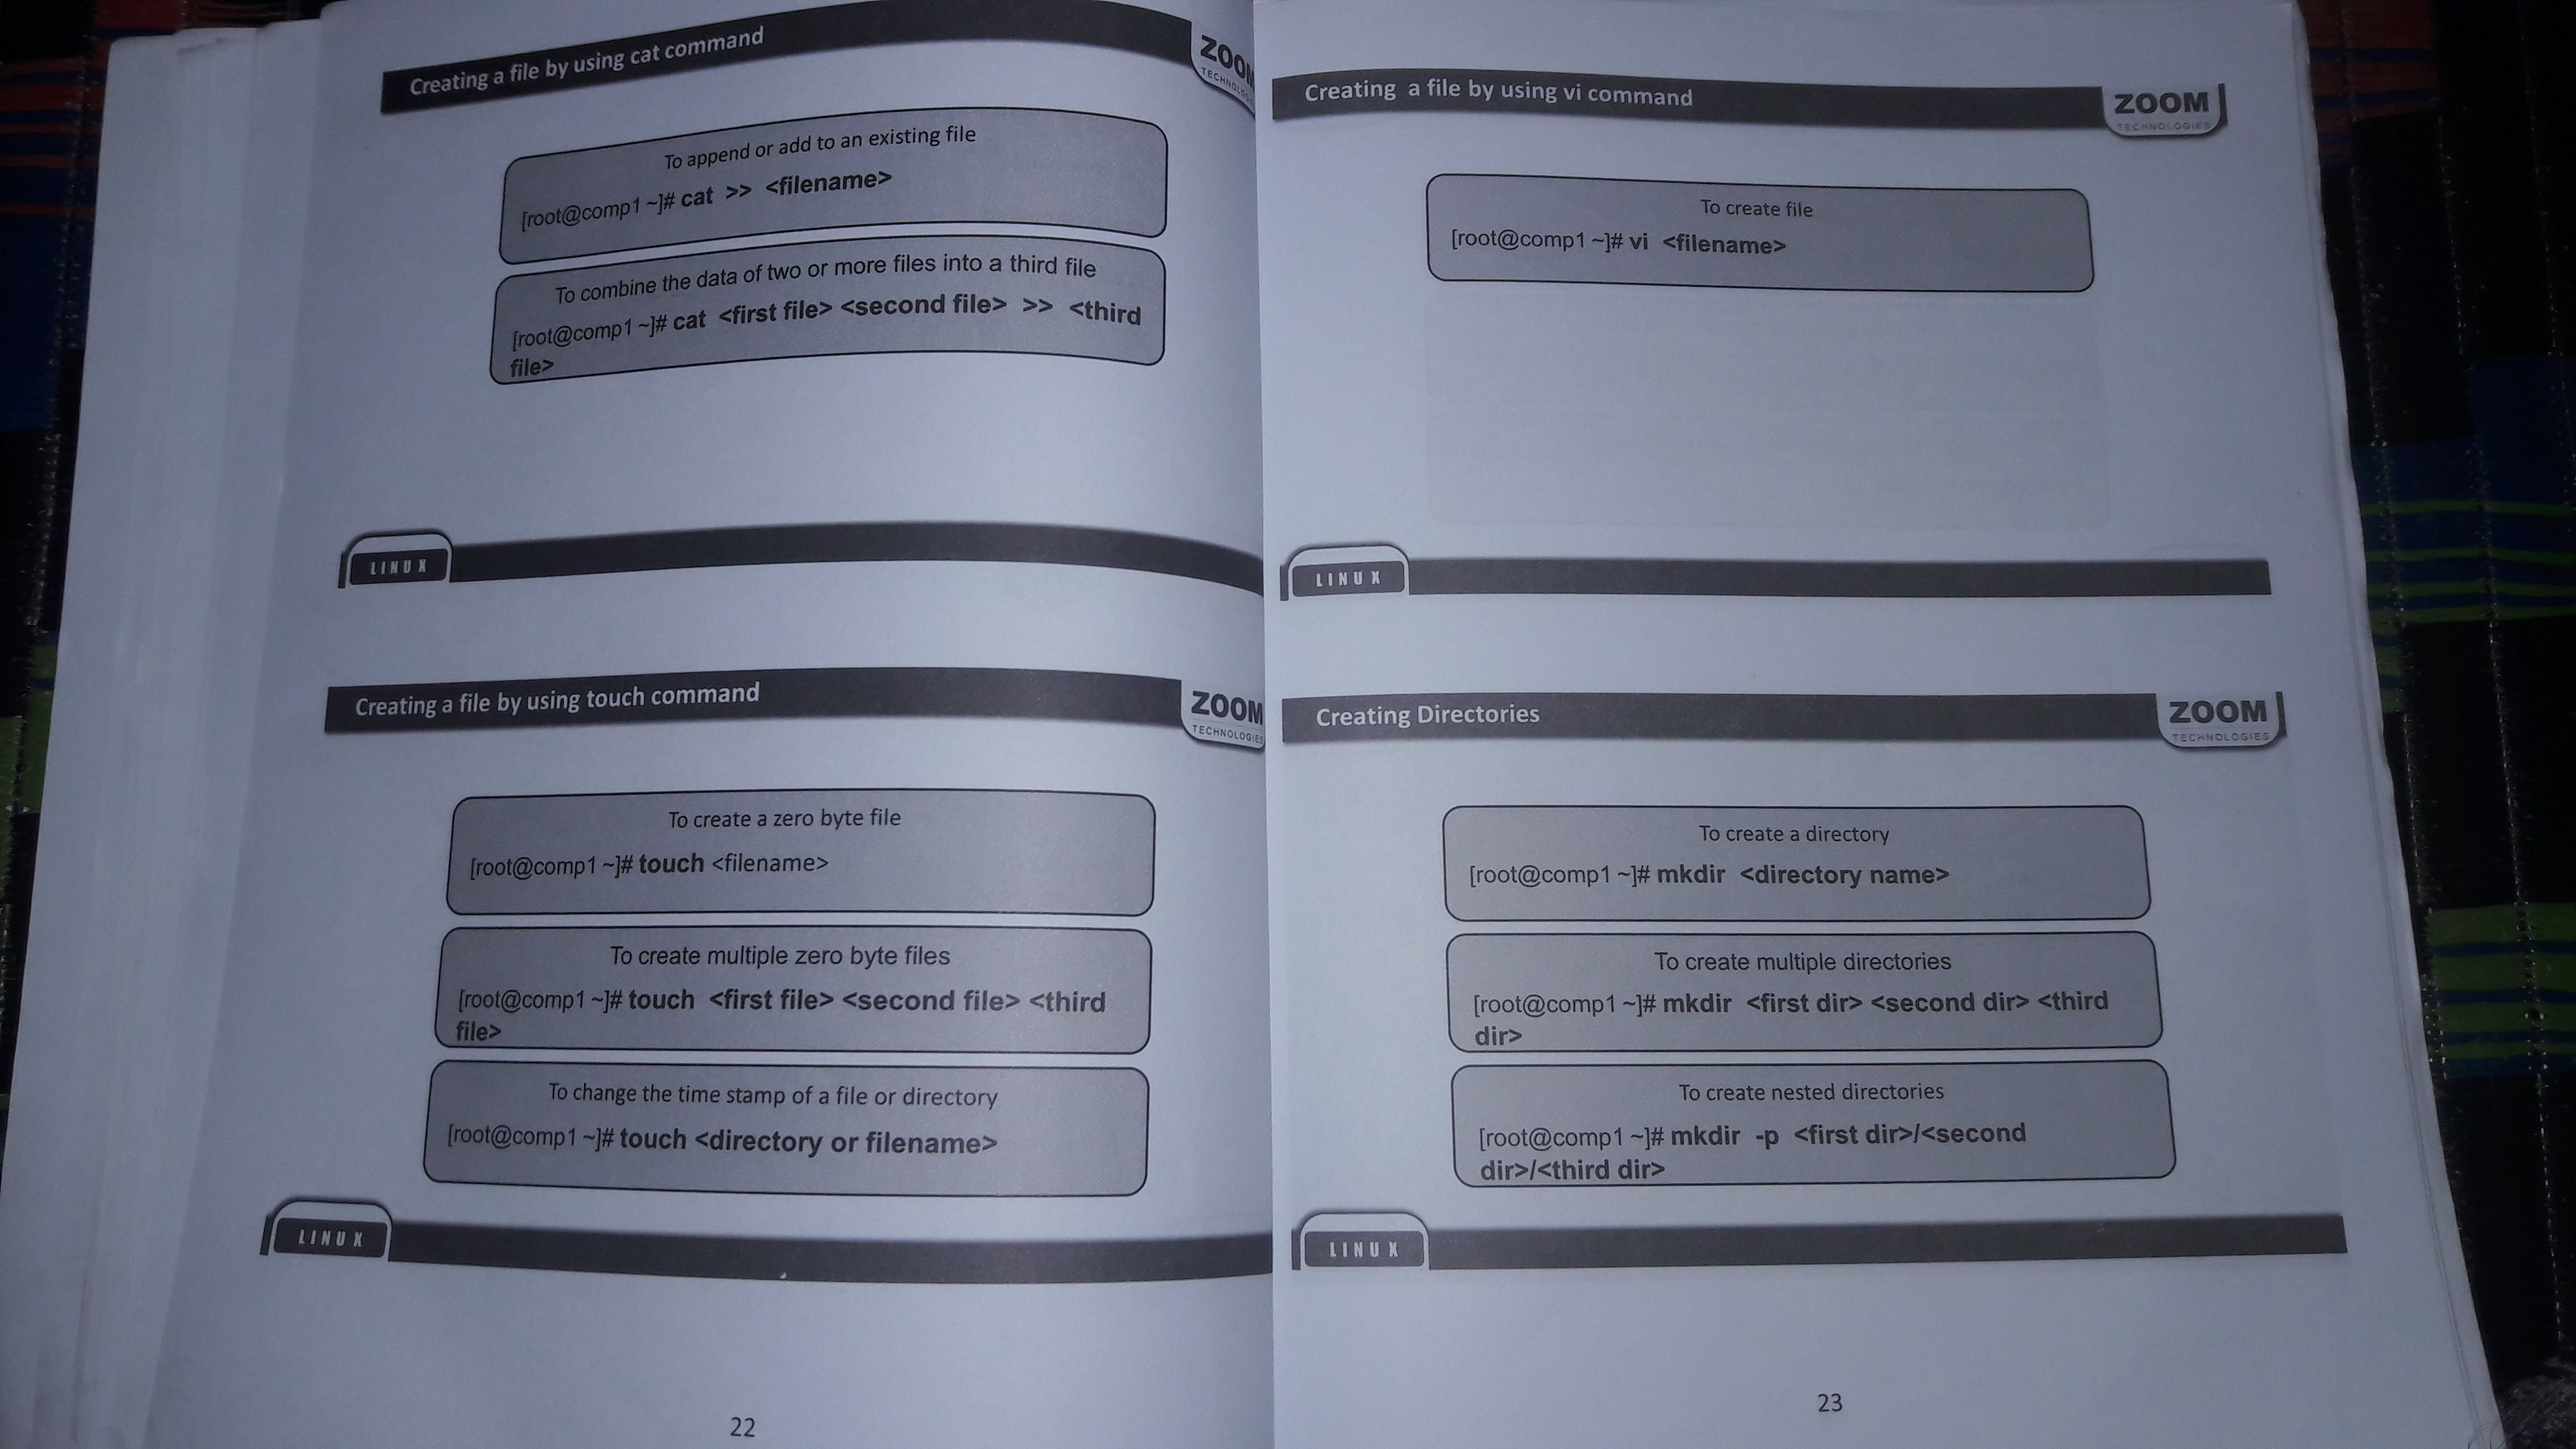 Creating a file by using cat command
ZOOM
TECHNOLOGIES
To append or add to an existing file
[root@comp1 ~]# cat >> <filename>
To combine the data of two or more files into a third file
[root@comp1 ~]# cat <first file> <second file> >> <third
file>
LINUX
Creating a file by using touch command
ZOOM
TECHNOLOGIES
To create a zero byte file
[root@comp1 ~]# touch <filename>
To create multiple zero byte files
[root@comp1 ~]# touch <first file> <second file> <third
file>
To change the time stamp of a file or directory
[root@comp1 ~]# touch <directory or filename>
LINUX
22
Creating a file by using vi command
ZOOM
TECHNOLOGIES
To create file
[root@comp1 ~]# vi <filename>
LINUX
Creating Directories
ZOOM
TECHNOLOGIES
To create a directory
[root@comp1 ~]# mkdir <directory name>
To create multiple directories
[root@comp1 ~]# mkdir <first dir> <second dir> <third
dir>
To create nested directories
[root@comp1 ~]# mkdir -p <first dir>/<second
dir>/<third dir>
LINUX
23